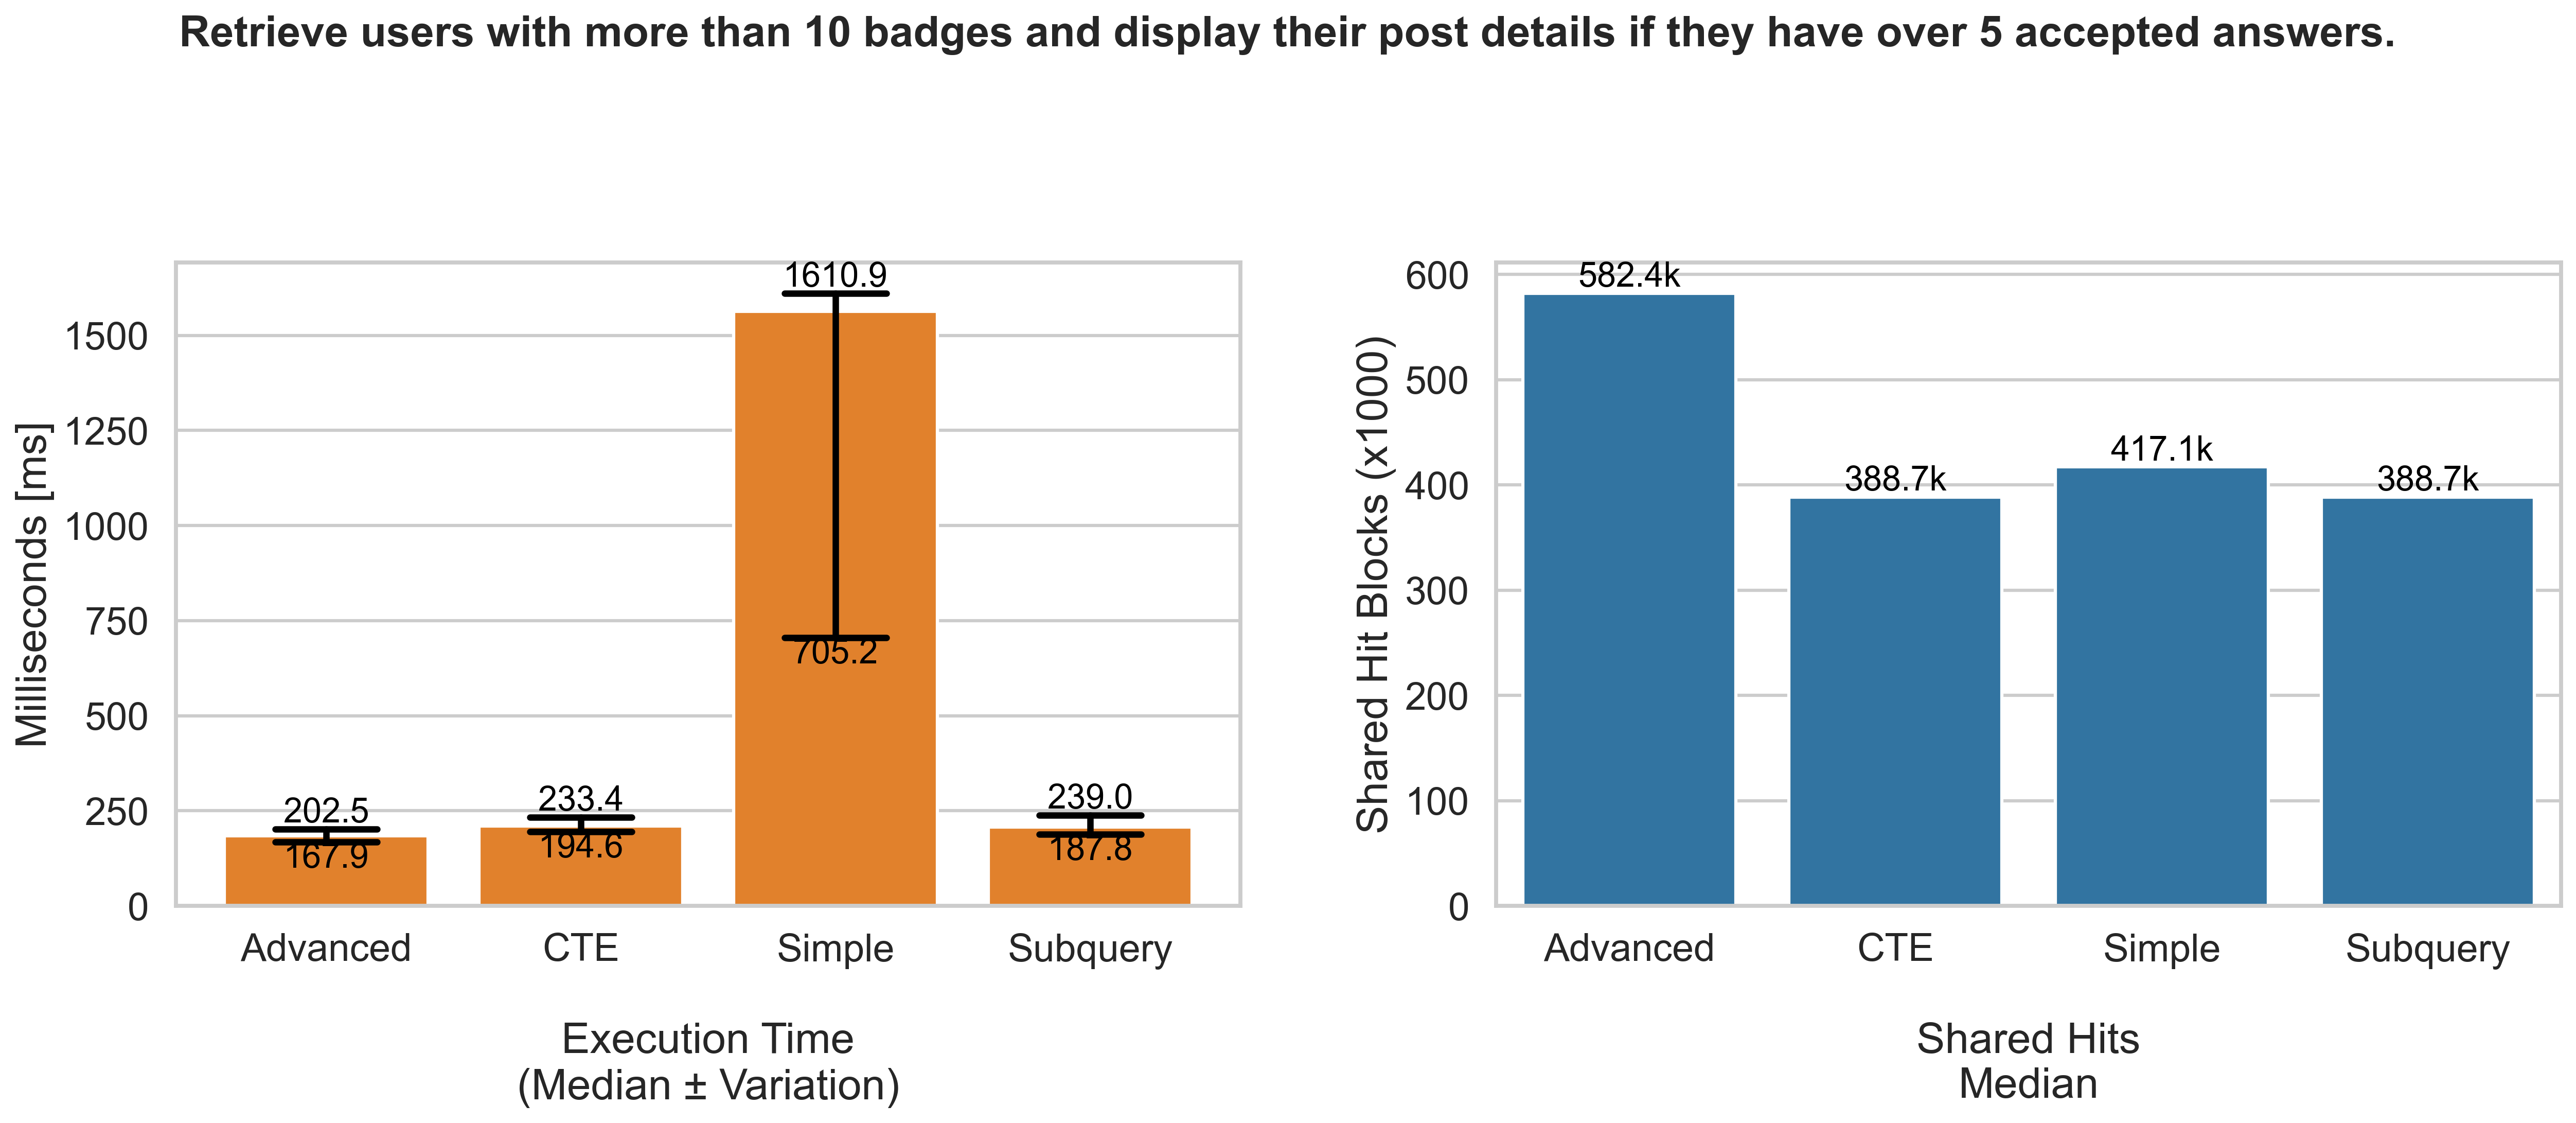 Retrieve users with more than 10 badges and display their post details if they have over 5 accepted answers.
Milliseconds [ms]
1500
1250
1000
750
500
250
0
1610.9
705.2
202.5
167.9
233.4
194.6
239.0
187.8
Advanced
CTE
Simple
Subquery
Execution Time
(Median ± Variation)
Shared Hit Blocks (x1000)
600
500
400
300
200
100
0
582.4k
388.7k
417.1k
388.7k
Advanced
CTE
Simple
Subquery
Shared Hits
Median